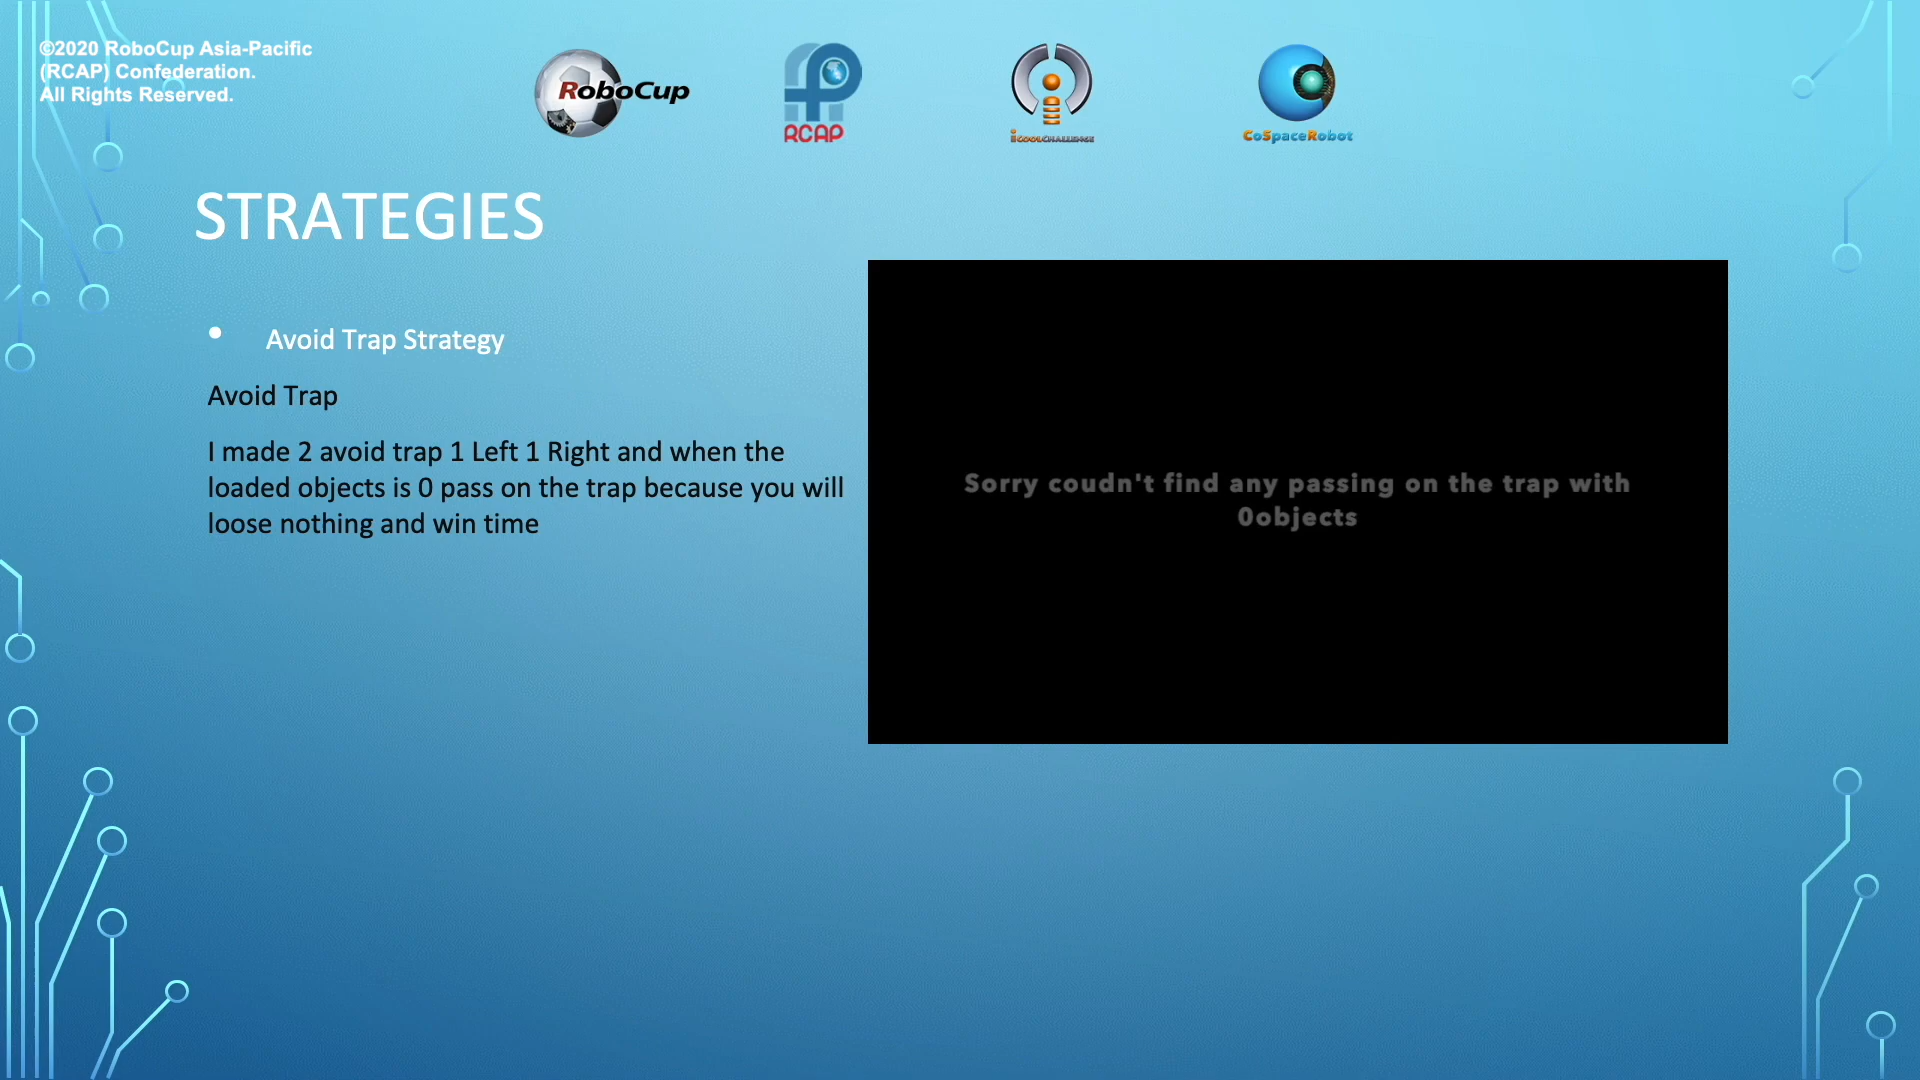 ©2020 RoboCup Asia-Pacific
(RCAP) Confederation.
All Rights Reserved.
RoboCup
RCAP
iCOOLCHALLENGE
CoSpaceRobot
STRATEGIES
• Avoid Trap Strategy
Avoid Trap
I made 2 avoid trap 1 Left 1 Right and when the
loaded objects is 0 pass on the trap because you will
loose nothing and win time
Sorry coudn't find any passing on the trap with
0objects